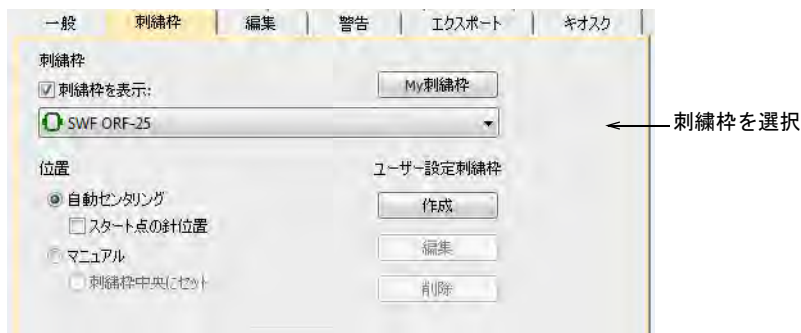 一般 刺繍枠 編集 警告 エクスポート キオスク
刺繍枠
刺繍枠を表示: My刺繍枠
SWF ORF-25
刺繍枠を選択
位置 ユーザー設定刺繍枠
自動センタリング 作成
スタート点の針位置
マニュアル 編集
刺繍枠中央にセット 削除